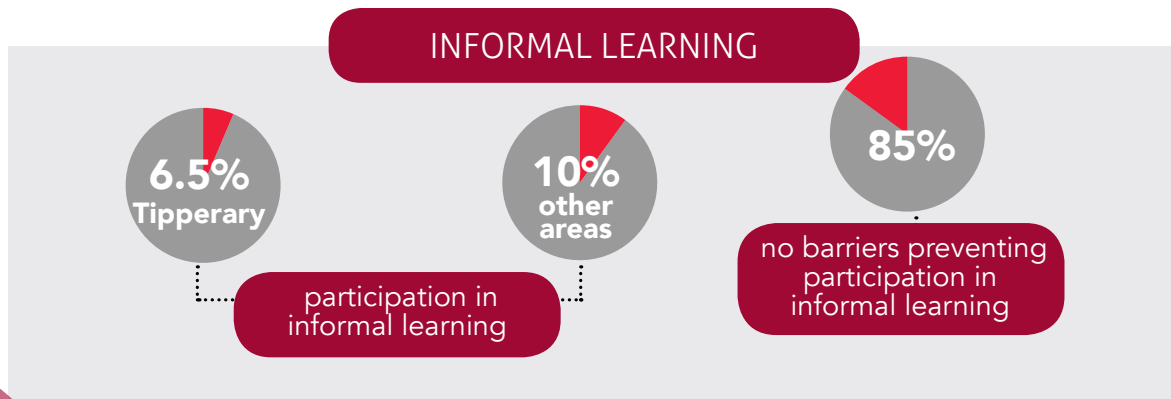 INFORMAL LEARNING
6.5%
Tipperary
10%
other
areas
participation in
informal learning
85%
no barriers preventing
participation in
informal learning